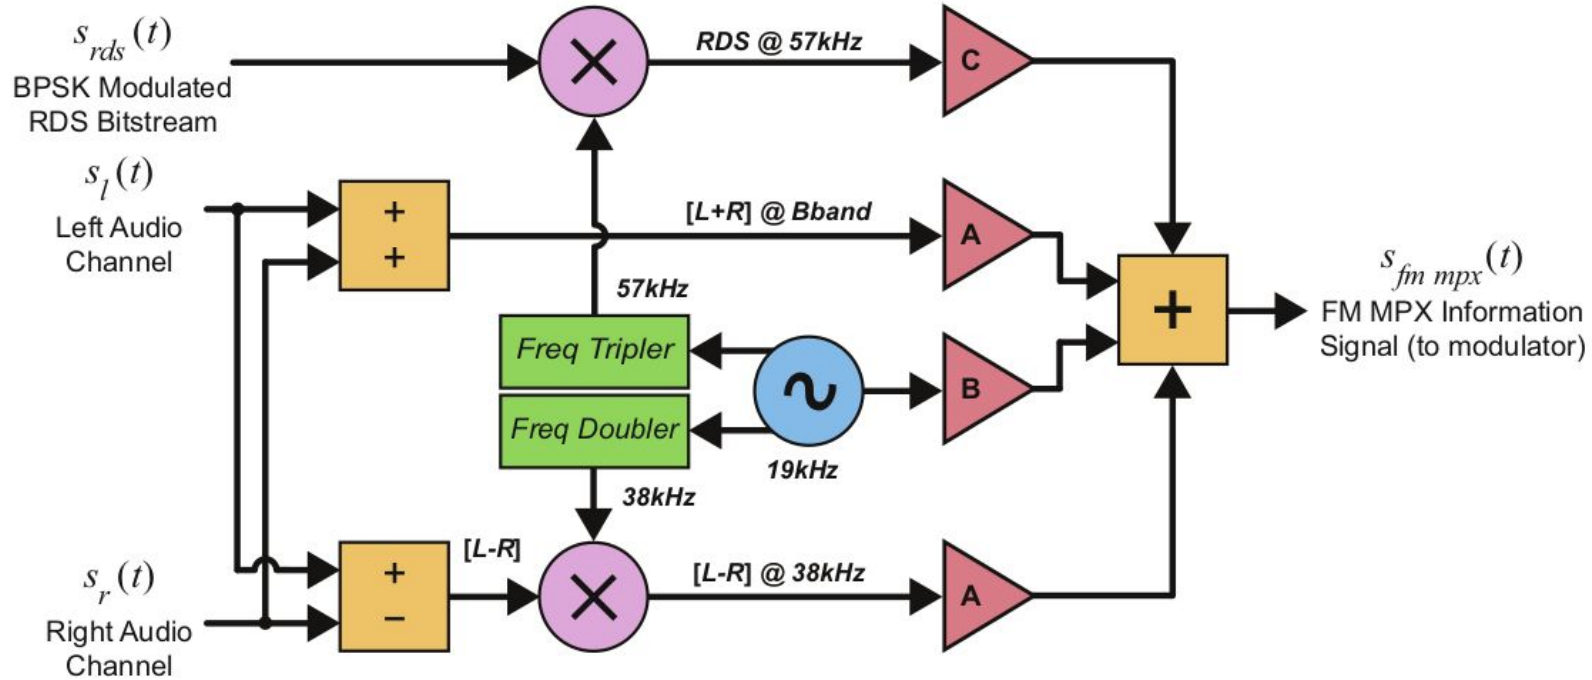 s_rds(t)
BPSK Modulated
RDS Bitstream
RDS @ 57kHz
C
s_l(t)
Left Audio
Channel
+
+
[L+R] @ Bband
A
57kHz
Freq Tripler
Freq Doubler
19kHz
38kHz
B
+
s_fm mpx(t)
FM MPX Information
Signal (to modulator)
s_r(t)
Right Audio
Channel
+
−
[L-R]
[L-R] @ 38kHz
A